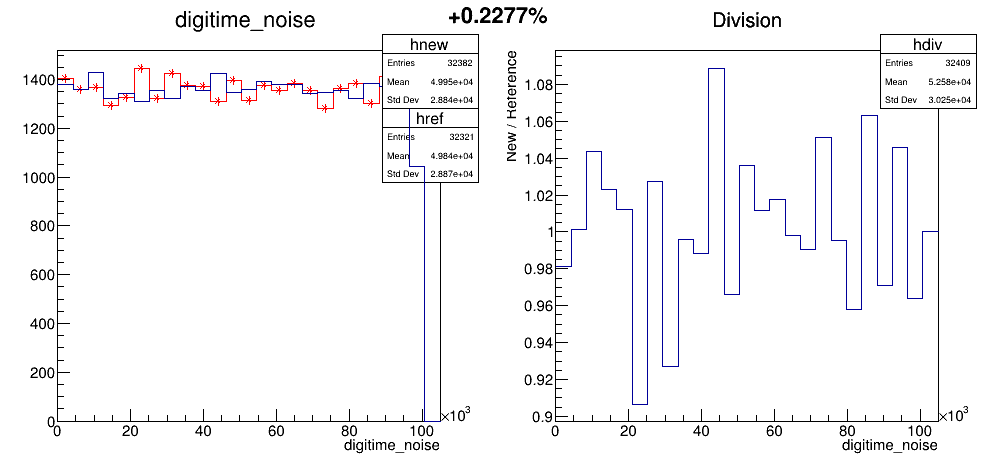 +0.2277%
digitime_noise
hnew
Entries 32382
Mean 4.995e+04
Std Dev 2.884e+04
href
Entries 32321
Mean 4.984e+04
Std Dev 2.887e+04
1400
1200
1000
800
600
400
200
0
0 20 40 60 80 100 ×10³
digitime_noise
Division
hdiv
Entries 32409
Mean 5.258e+04
Std Dev 3.025e+04
New / Reference
1.08
1.06
1.04
1.02
1
0.98
0.96
0.94
0.92
0.9
0 20 40 60 80 100 ×10³
digitime_noise